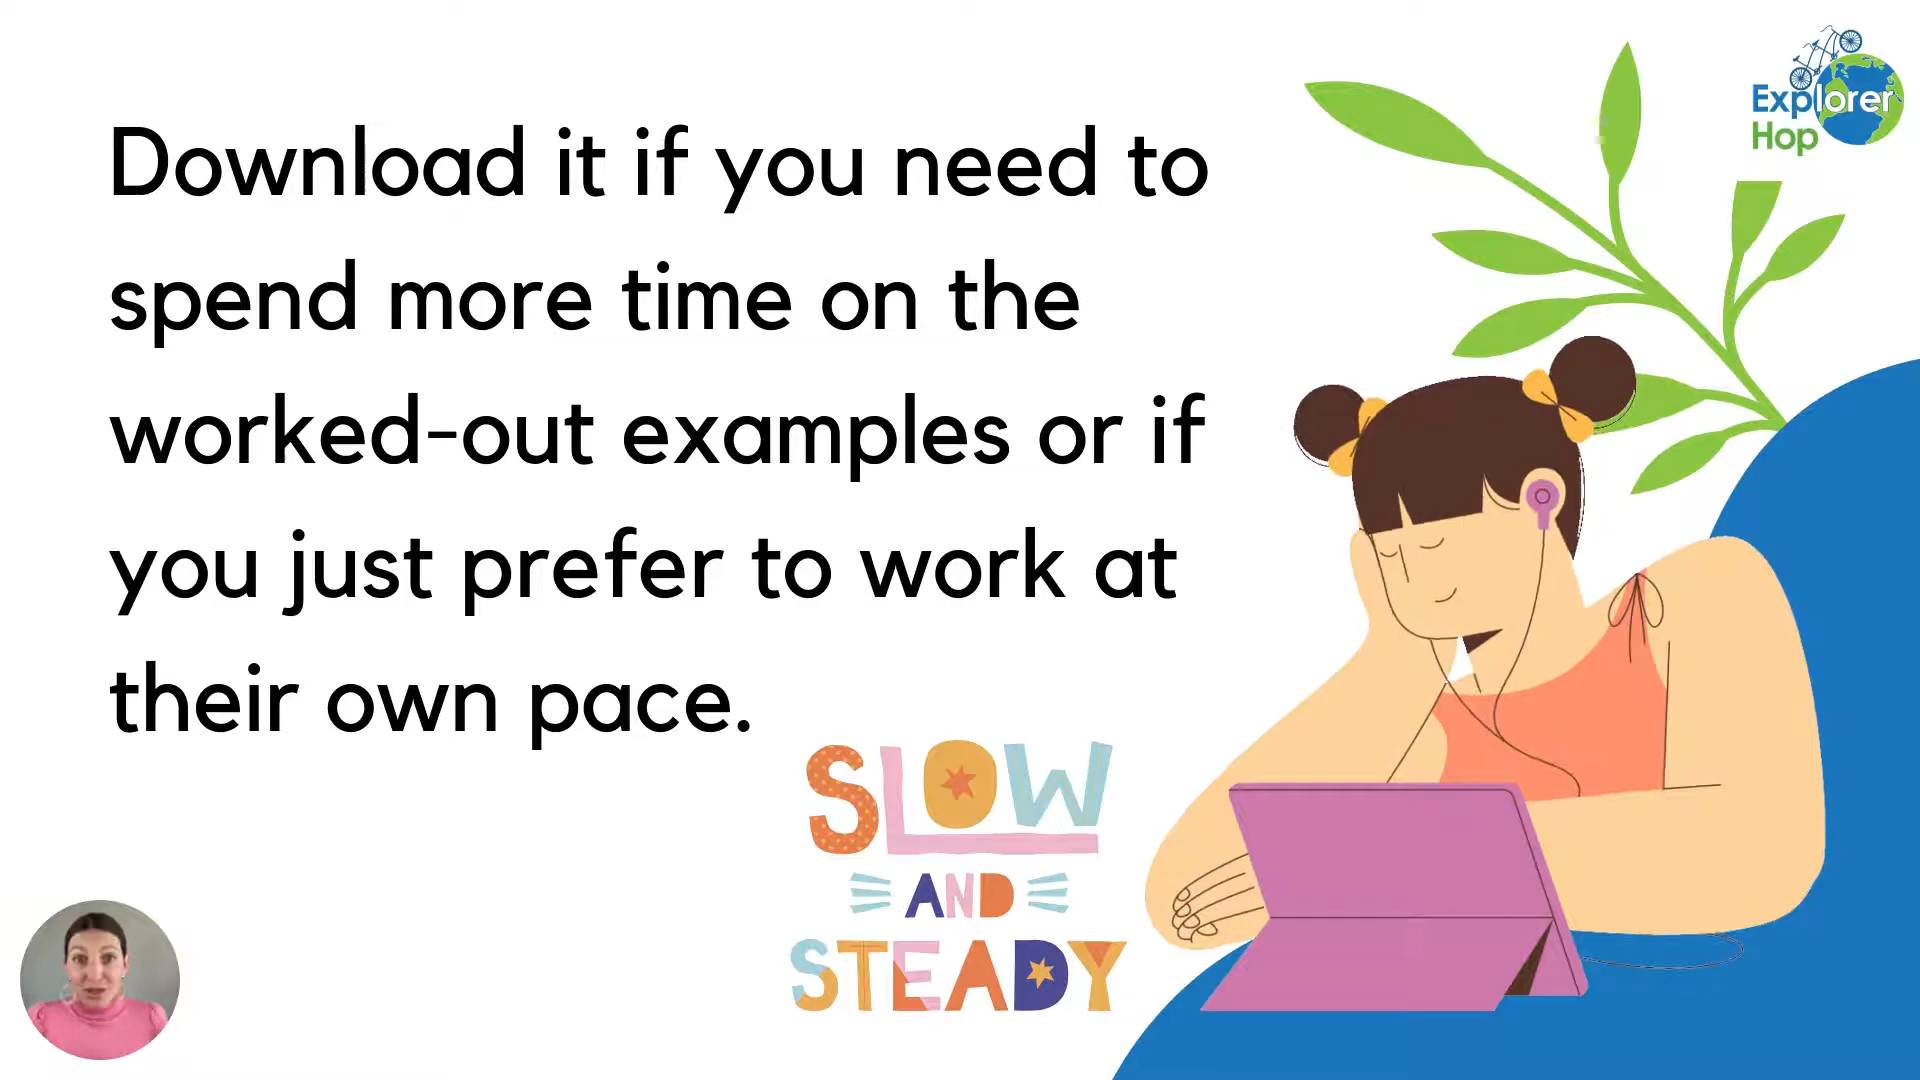 Explorer
Hop
Download it if you need to
spend more time on the
worked-out examples or if
you just prefer to work at
their own pace.
SLOW
AND
STEADY